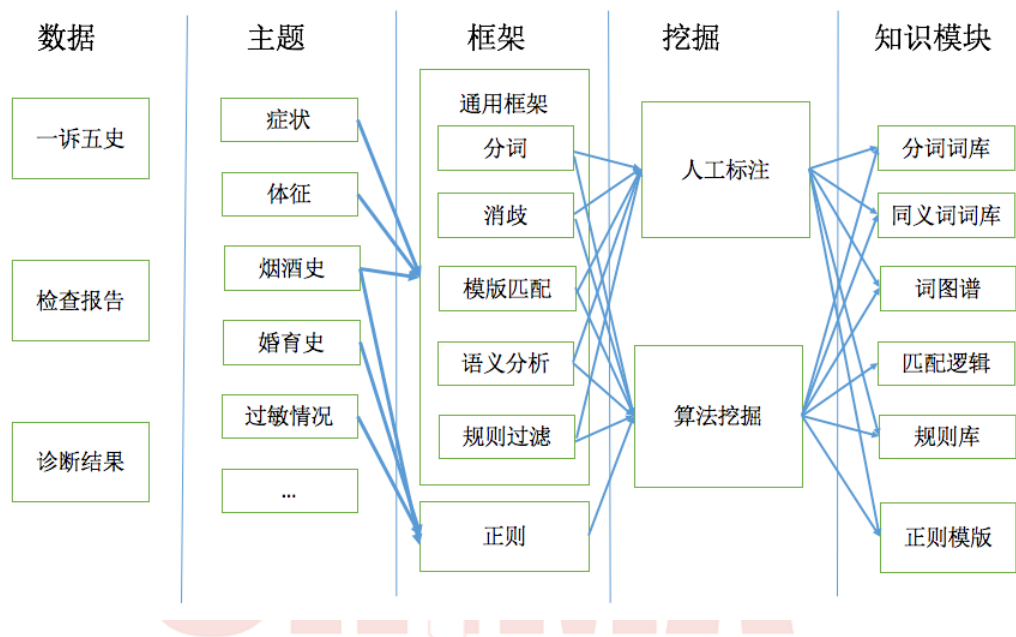 数据
主题
框架
挖掘
知识模块
一诉五史
检查报告
诊断结果
症状
体征
烟酒史
婚育史
过敏情况
...
通用框架
分词
消歧
模版匹配
语义分析
规则过滤
正则
人工标注
算法挖掘
分词词库
同义词词库
词图谱
匹配逻辑
规则库
正则模版